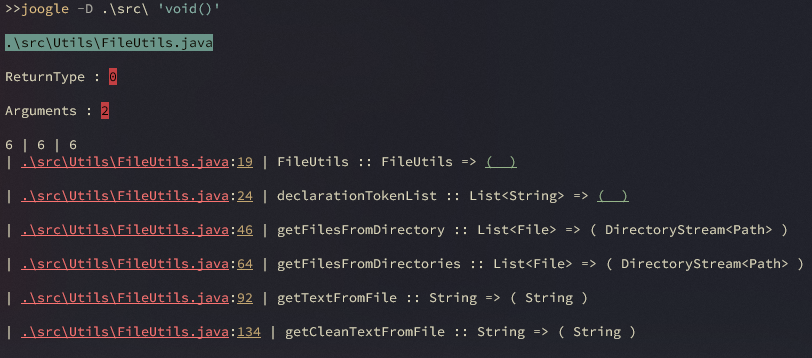 >>joogle -D .\src\ 'void()'
.\src\Utils\FileUtils.java
ReturnType : 0
Arguments : 2
6 | 6 | 6
| .\src\Utils\FileUtils.java:19 | FileUtils :: FileUtils => (  )
| .\src\Utils\FileUtils.java:24 | declarationTokenList :: List<String> => (  )
| .\src\Utils\FileUtils.java:46 | getFilesFromDirectory :: List<File> => ( DirectoryStream<Path> )
| .\src\Utils\FileUtils.java:64 | getFilesFromDirectories :: List<File> => ( DirectoryStream<Path> )
| .\src\Utils\FileUtils.java:92 | getTextFromFile :: String => ( String )
| .\src\Utils\FileUtils.java:134 | getCleanTextFromFile :: String => ( String )